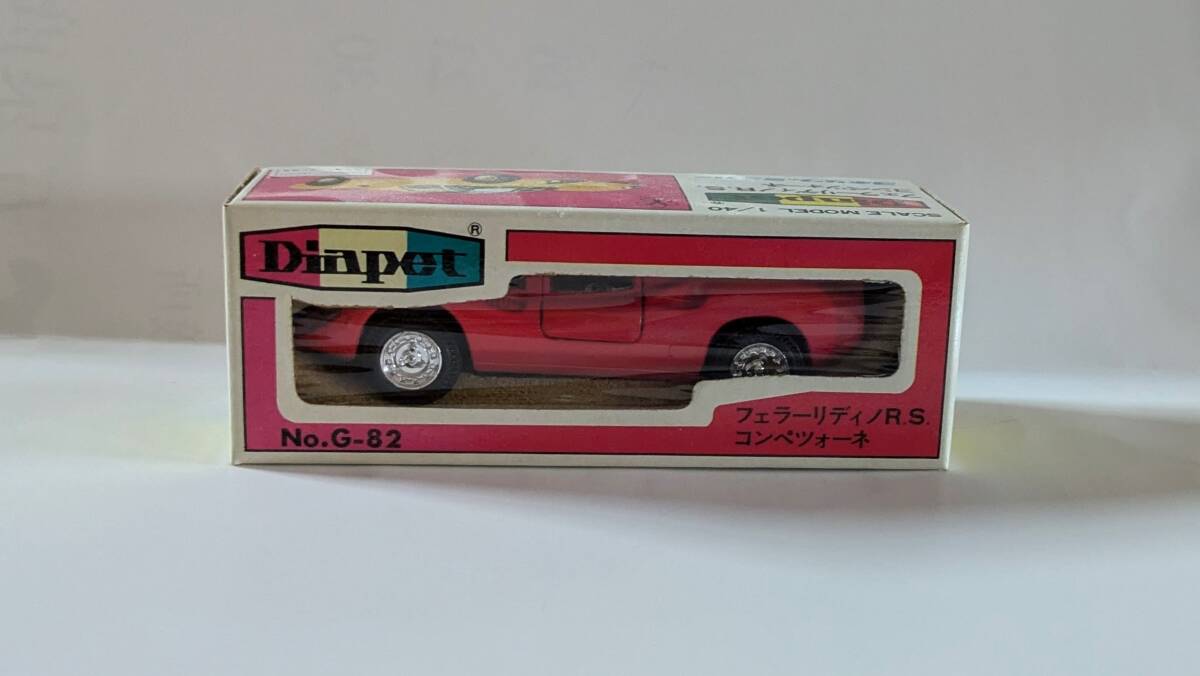 SCALE MODEL 1/40
Diapet ®
No.G-82
フェラーリディノR.S.
コンペツォーネ